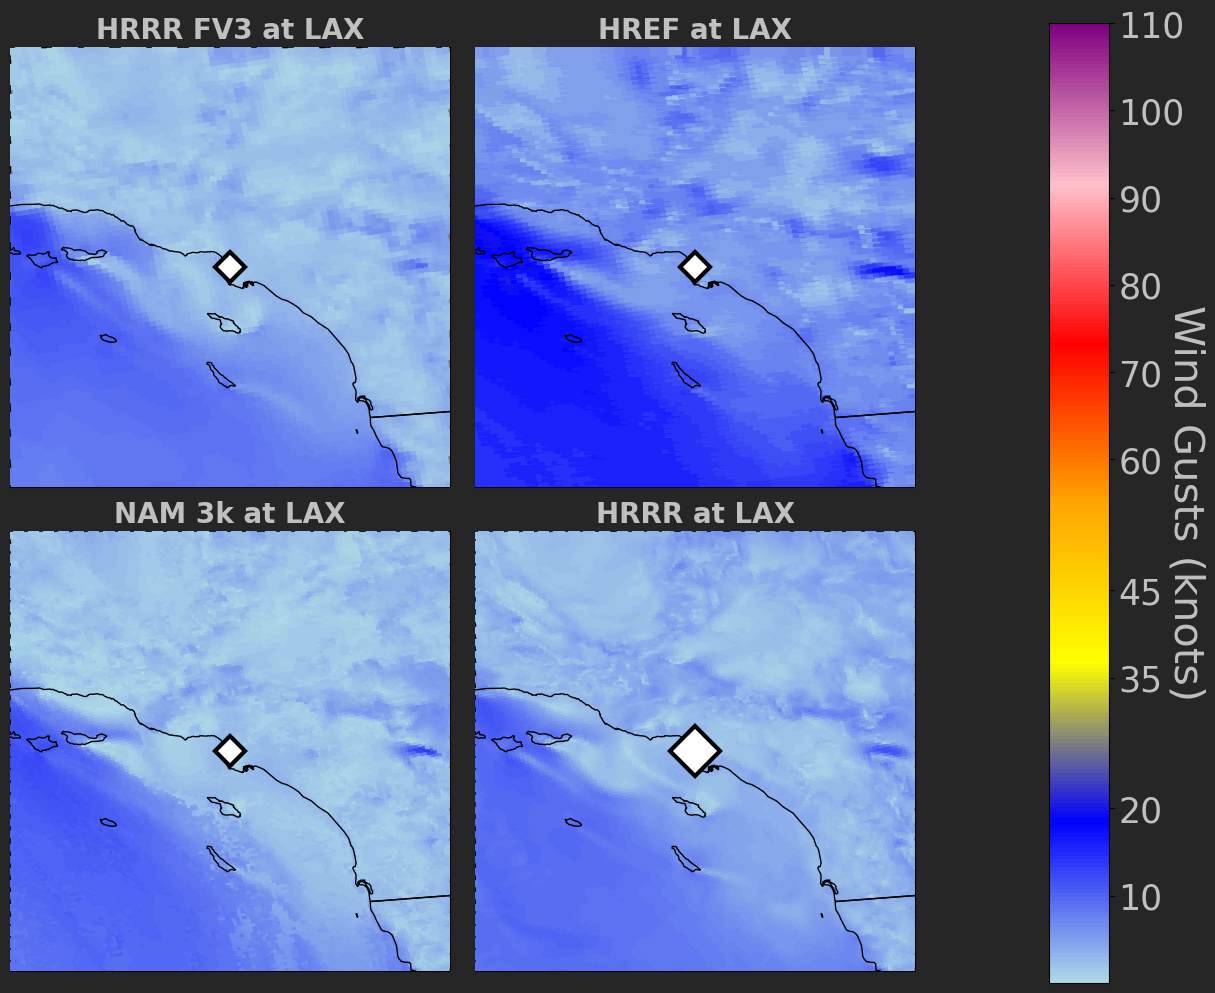 HRRR FV3 at LAX
HREF at LAX
NAM 3k at LAX
HRRR at LAX
110
100
90
80
70
60
45
35
20
10
Wind Gusts (knots)